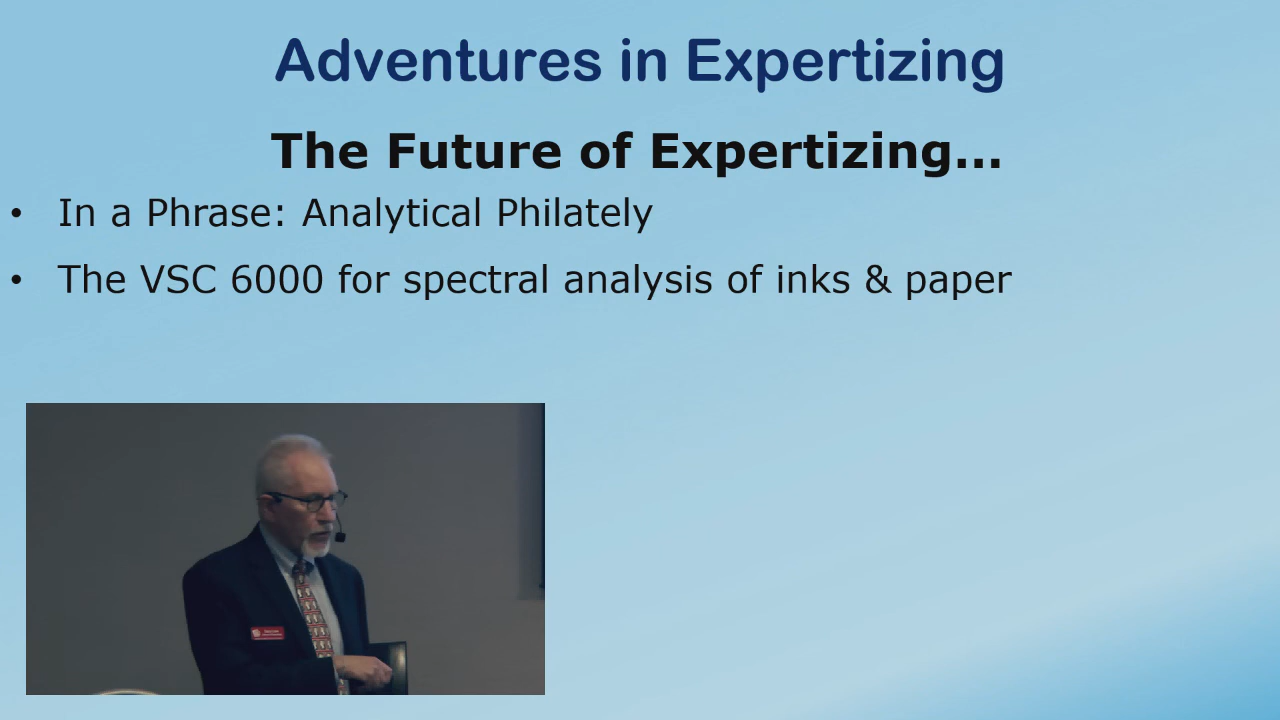 Adventures in Expertizing
The Future of Expertizing...
• In a Phrase: Analytical Philately
• The VSC 6000 for spectral analysis of inks & paper